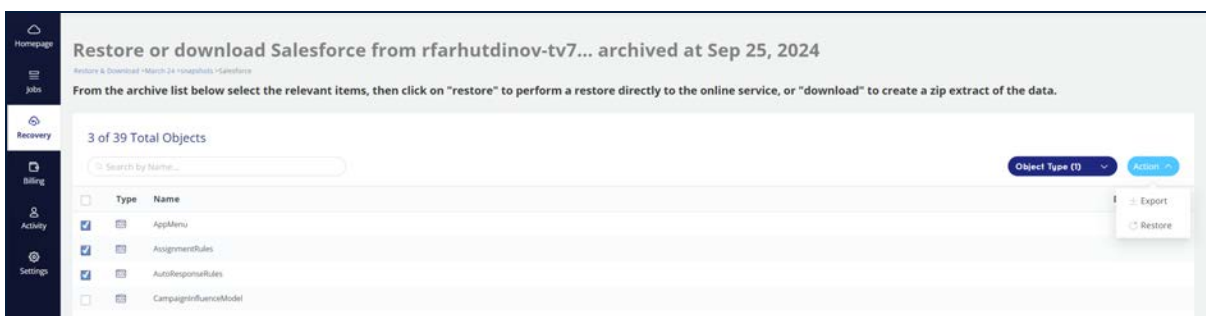 Homepage
Jobs
Recovery
Billing
Activity
Settings
Restore or download Salesforce from rfarhutdinov-tv7... archived at Sep 25, 2024
Restore & Download >March 24 >snapshots >Salesforce
From the archive list below select the relevant items, then click on "restore" to perform a restore directly to the online service, or "download" to create a zip extract of the data.
3 of 39 Total Objects
Search by Name...
Object Type (1)
Action
Type Name
Export
Restore
AppMenu
AssignmentRules
AutoResponseRules
CampaignInfluenceModel